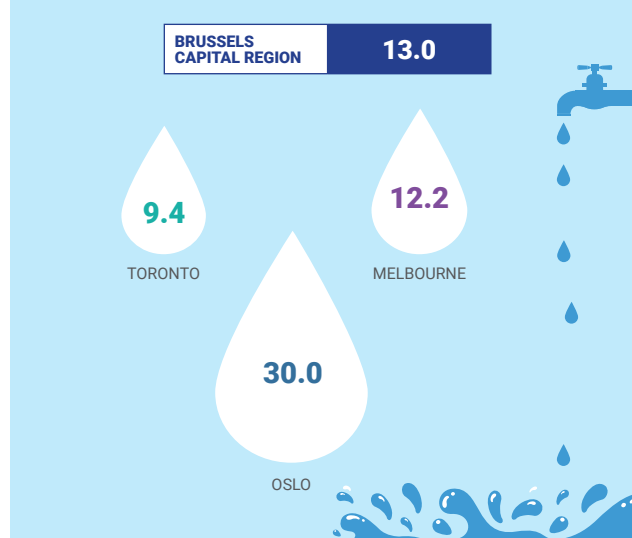 BRUSSELS
CAPITAL REGION
13.0
9.4
TORONTO
12.2
MELBOURNE
30.0
OSLO